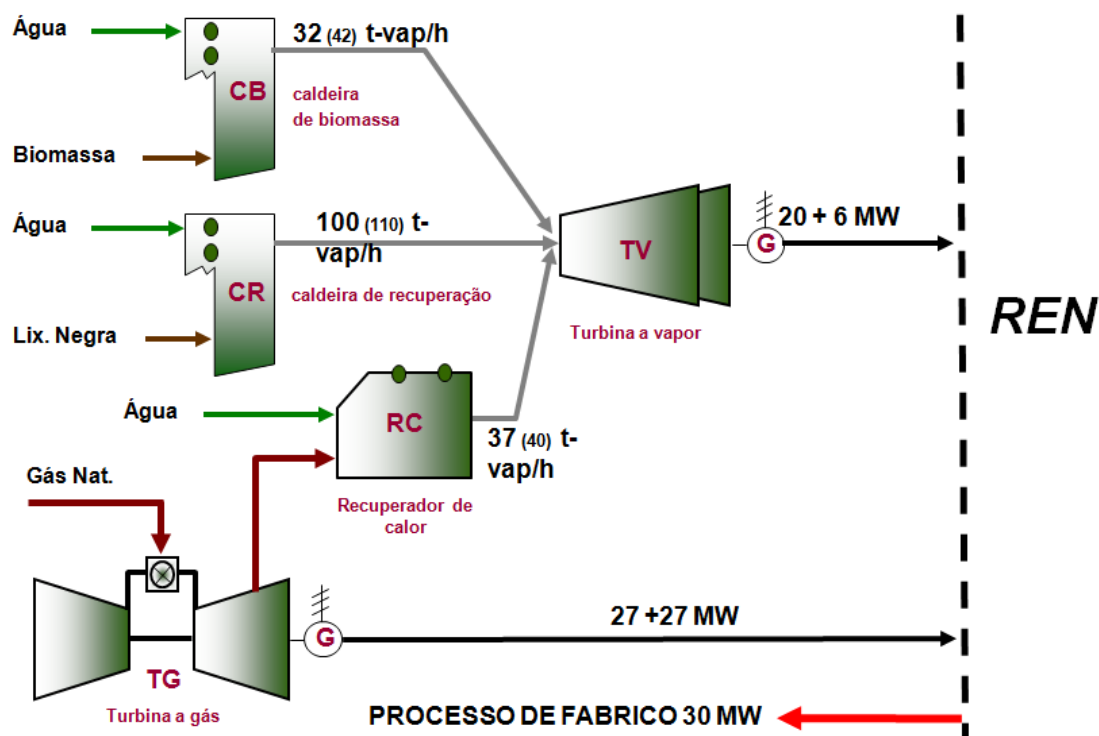 Água
32 (42) t-vap/h
CB
caldeira
de biomassa
Biomassa
Água
100 (110) t-
vap/h
CR
caldeira de recuperação
Lix. Negra
TV
G
20 + 6 MW
Turbina a vapor
REN
Água
RC
37 (40) t-
vap/h
Recuperador de
calor
Gás Nat.
TG
G
27 +27 MW
Turbina a gás
PROCESSO DE FABRICO 30 MW